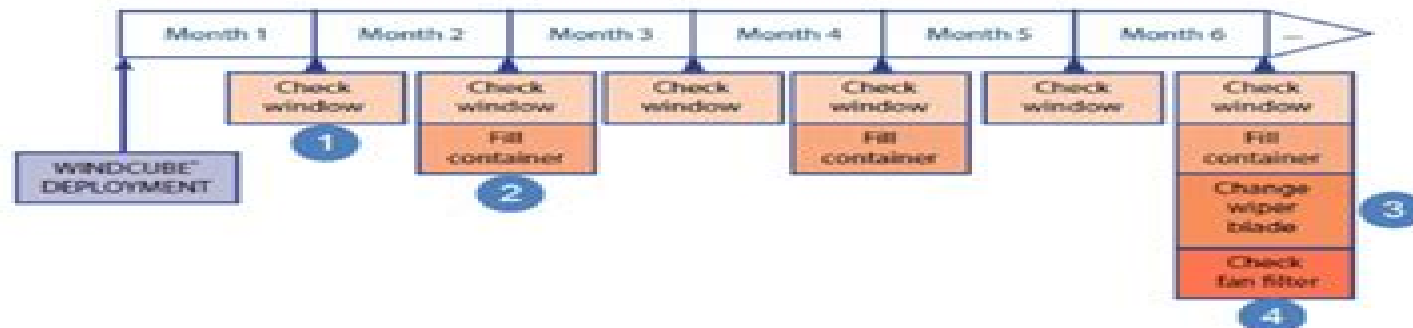 Month 1
Month 2
Month 3
Month 4
Month 5
Month 6
...
Check
window
Check
window
Check
window
Check
window
Check
window
Check
window
1
Fill
container
Fill
container
Fill
container
WINDCUBE™
DEPLOYMENT
2
Change
wiper
blade
3
Check
fan filter
4